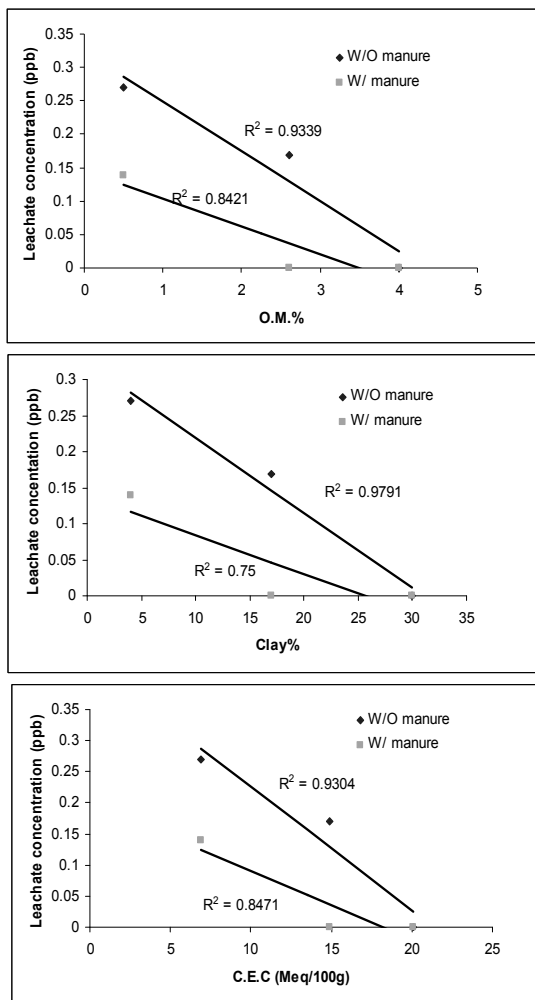 Leachate concentration (ppb)
0.35
0.3
0.25
0.2
0.15
0.1
0.05
0
W/O manure
W/ manure
R² = 0.9339
R² = 0.8421
0 1 2 3 4 5
O.M.%
Leachate concentation (ppb)
0.3
0.25
0.2
0.15
0.1
0.05
0
W/O manure
W/ manure
R² = 0.9791
R² = 0.75
0 5 10 15 20 25 30 35
Clay%
Leachate concentration (ppb)
0.35
0.3
0.25
0.2
0.15
0.1
0.05
0
W/O manure
W/ manure
R² = 0.9304
R² = 0.8471
0 5 10 15 20 25
C.E.C (Meq/100g)